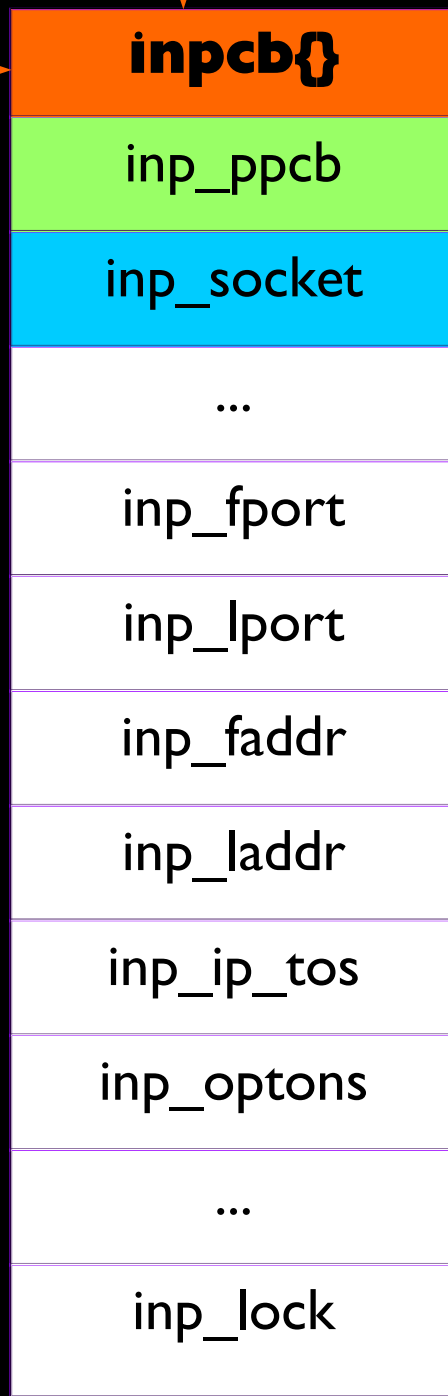 inpcb{}
inp_ppcb
inp_socket
...
inp_fport
inp_lport
inp_faddr
inp_laddr
inp_ip_tos
inp_optons
...
inp_lock